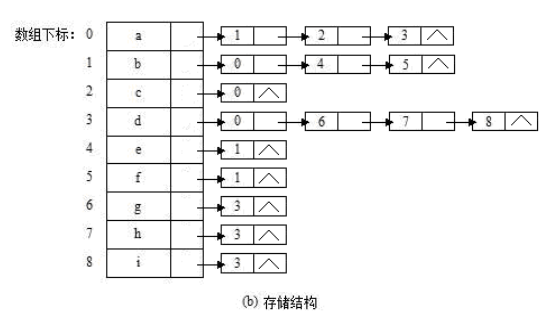 数组下标： 0 a 1 2 3 ∧
1 b 0 4 5 ∧
2 c 0 ∧
3 d 0 6 7 8 ∧
4 e 1 ∧
5 f 1 ∧
6 g 3 ∧
7 h 3 ∧
8 i 3 ∧
(b) 存储结构